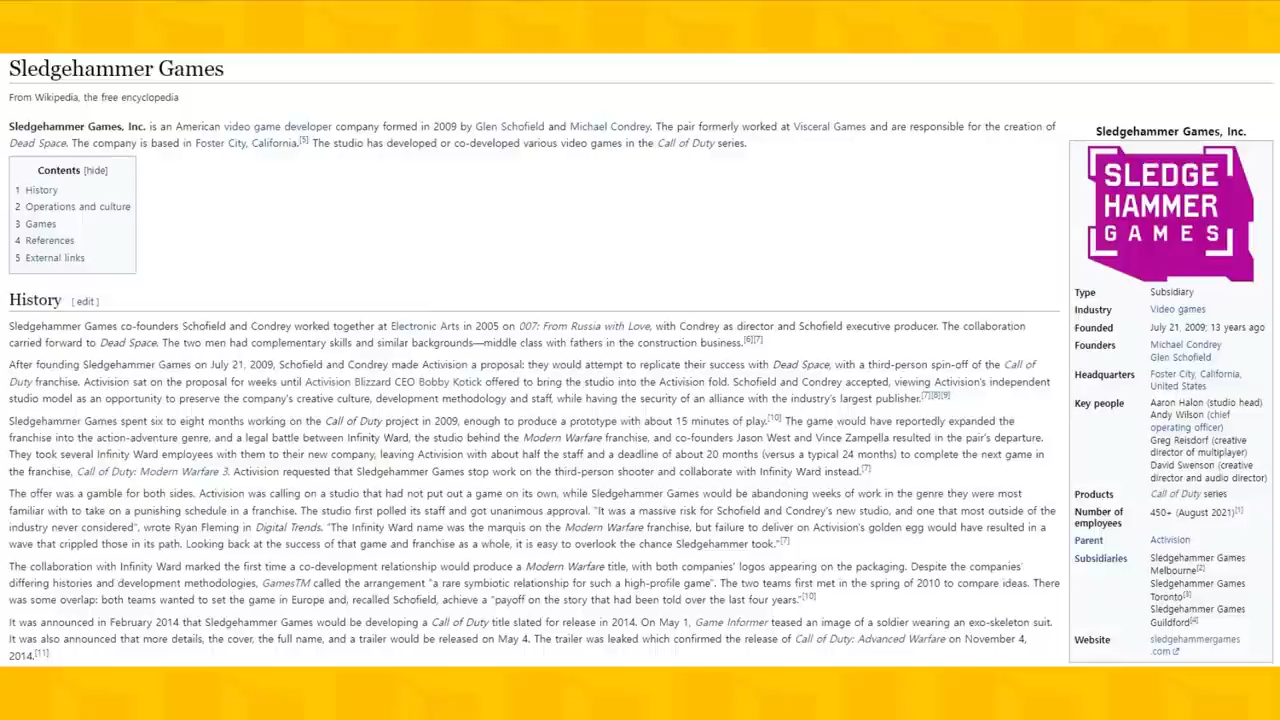 Sledgehammer Games
From Wikipedia, the free encyclopedia
Sledgehammer Games, Inc. is an American video game developer company formed in 2009 by Glen Schofield and Michael Condrey. The pair formerly worked at Visceral Games and are responsible for the creation of
Dead Space. The company is based in Foster City, California.[5] The studio has developed or co-developed various video games in the Call of Duty series.
Contents [hide]
1 History
2 Operations and culture
3 Games
4 References
5 External links
History [ edit ]
Sledgehammer Games co-founders Schofield and Condrey worked together at Electronic Arts in 2005 on 007: From Russia with Love, with Condrey as director and Schofield executive producer. The collaboration
carried forward to Dead Space. The two men had complementary skills and similar backgrounds—middle class with fathers in the construction business.[6][7]
After founding Sledgehammer Games on July 21, 2009, Schofield and Condrey made Activision a proposal: they would attempt to replicate their success with Dead Space, with a third-person spin-off of the Call of
Duty franchise. Activision sat on the proposal for weeks until Activision Blizzard CEO Bobby Kotick offered to bring the studio into the Activision fold. Schofield and Condrey accepted, viewing Activision's independent
studio model as an opportunity to preserve the company's creative culture, development methodology and staff, while having the security of an alliance with the industry's largest publisher.[7][8][9]
Sledgehammer Games spent six to eight months working on the Call of Duty project in 2009, enough to produce a prototype with about 15 minutes of play.[10] The game would have reportedly expanded the
franchise into the action-adventure genre, and a legal battle between Infinity Ward, the studio behind the Modern Warfare franchise, and co-founders Jason West and Vince Zampella resulted in the pair's departure.
They took several Infinity Ward employees with them to their new company, leaving Activision with about half the staff and a deadline of about 20 months (versus a typical 24 months) to complete the next game in
the franchise, Call of Duty: Modern Warfare 3. Activision requested that Sledgehammer Games stop work on the third-person shooter and collaborate with Infinity Ward instead.[7]
The offer was a gamble for both sides. Activision was calling on a studio that had not put out a game on its own, while Sledgehammer Games would be abandoning weeks of work in the genre they were most
familiar with to take on a punishing schedule in a franchise. The studio first polled its staff and got unanimous approval. "It was a massive risk for Schofield and Condrey's new studio, and one that most outside of the
industry never considered", wrote Ryan Fleming in Digital Trends. "The Infinity Ward name was the marquis on the Modern Warfare franchise, but failure to deliver on Activision's golden egg would have resulted in a
wave that crippled those in its path. Looking back at the success of that game and franchise as a whole, it is easy to overlook the chance Sledgehammer took."[7]
The collaboration with Infinity Ward marked the first time a co-development relationship would produce a Modern Warfare title, with both companies' logos appearing on the packaging. Despite the companies'
differing histories and development methodologies, GamesTM called the arrangement "a rare symbiotic relationship for such a high-profile game". The two teams first met in the spring of 2010 to compare ideas. There
was some overlap: both teams wanted to set the game in Europe and, recalled Schofield, achieve a "payoff on the story that had been told over the last four years."[10]
It was announced in February 2014 that Sledgehammer Games would be developing a Call of Duty title slated for release in 2014. On May 1, Game Informer teased an image of a soldier wearing an exo-skeleton suit.
It was also announced that more details, the cover, the full name, and a trailer would be released on May 4. The trailer was leaked which confirmed the release of Call of Duty: Advanced Warfare on November 4,
2014.[11]
Sledgehammer Games, Inc.
SLEDGE
HAMMER
GAMES
Type Subsidiary
Industry Video games
Founded July 21, 2009; 13 years ago
Founders Michael Condrey
Glen Schofield
Headquarters Foster City, California,
United States
Key people Aaron Halon (studio head)
Andy Wilson (chief
operating officer)
Greg Reisdorf (creative
director of multiplayer)
David Swenson (creative
director and audio director)
Products Call of Duty series
Number of employees 450+ (August 2021)[1]
Parent Activision
Subsidiaries Sledgehammer Games
Melbourne[2]
Sledgehammer Games
Toronto[3]
Sledgehammer Games
Guildford[4]
Website sledgehammergames
.com